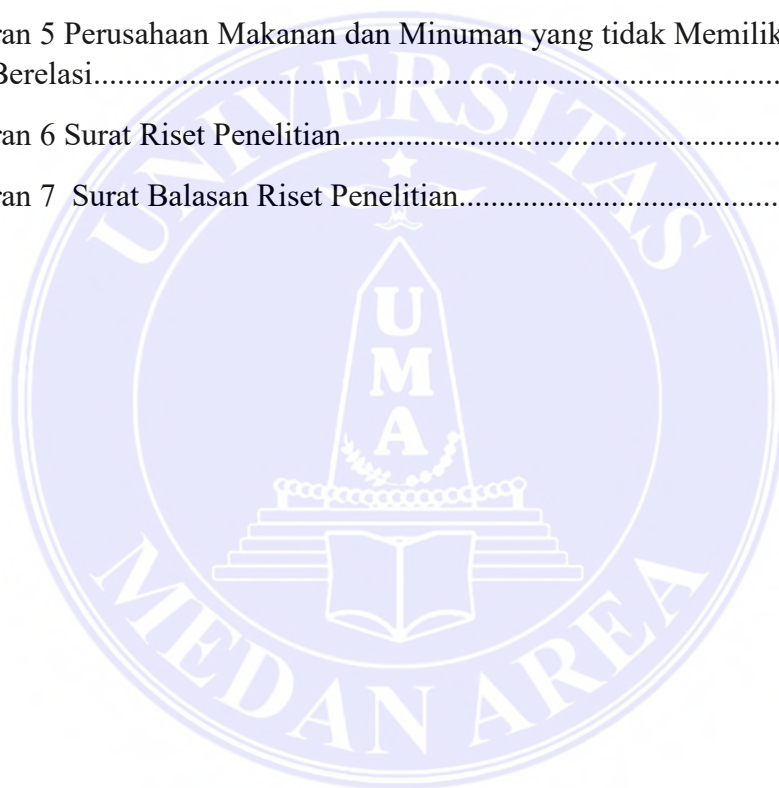 ran 5 Perusahaan Makanan dan Minuman yang tidak Memilik
Berelasi....................................................................................
ran 6 Surat Riset Penelitian.....................................................
ran 7  Surat Balasan Riset Penelitian.......................................
UNIVERSITAS
U
M
A
MEDAN AREA